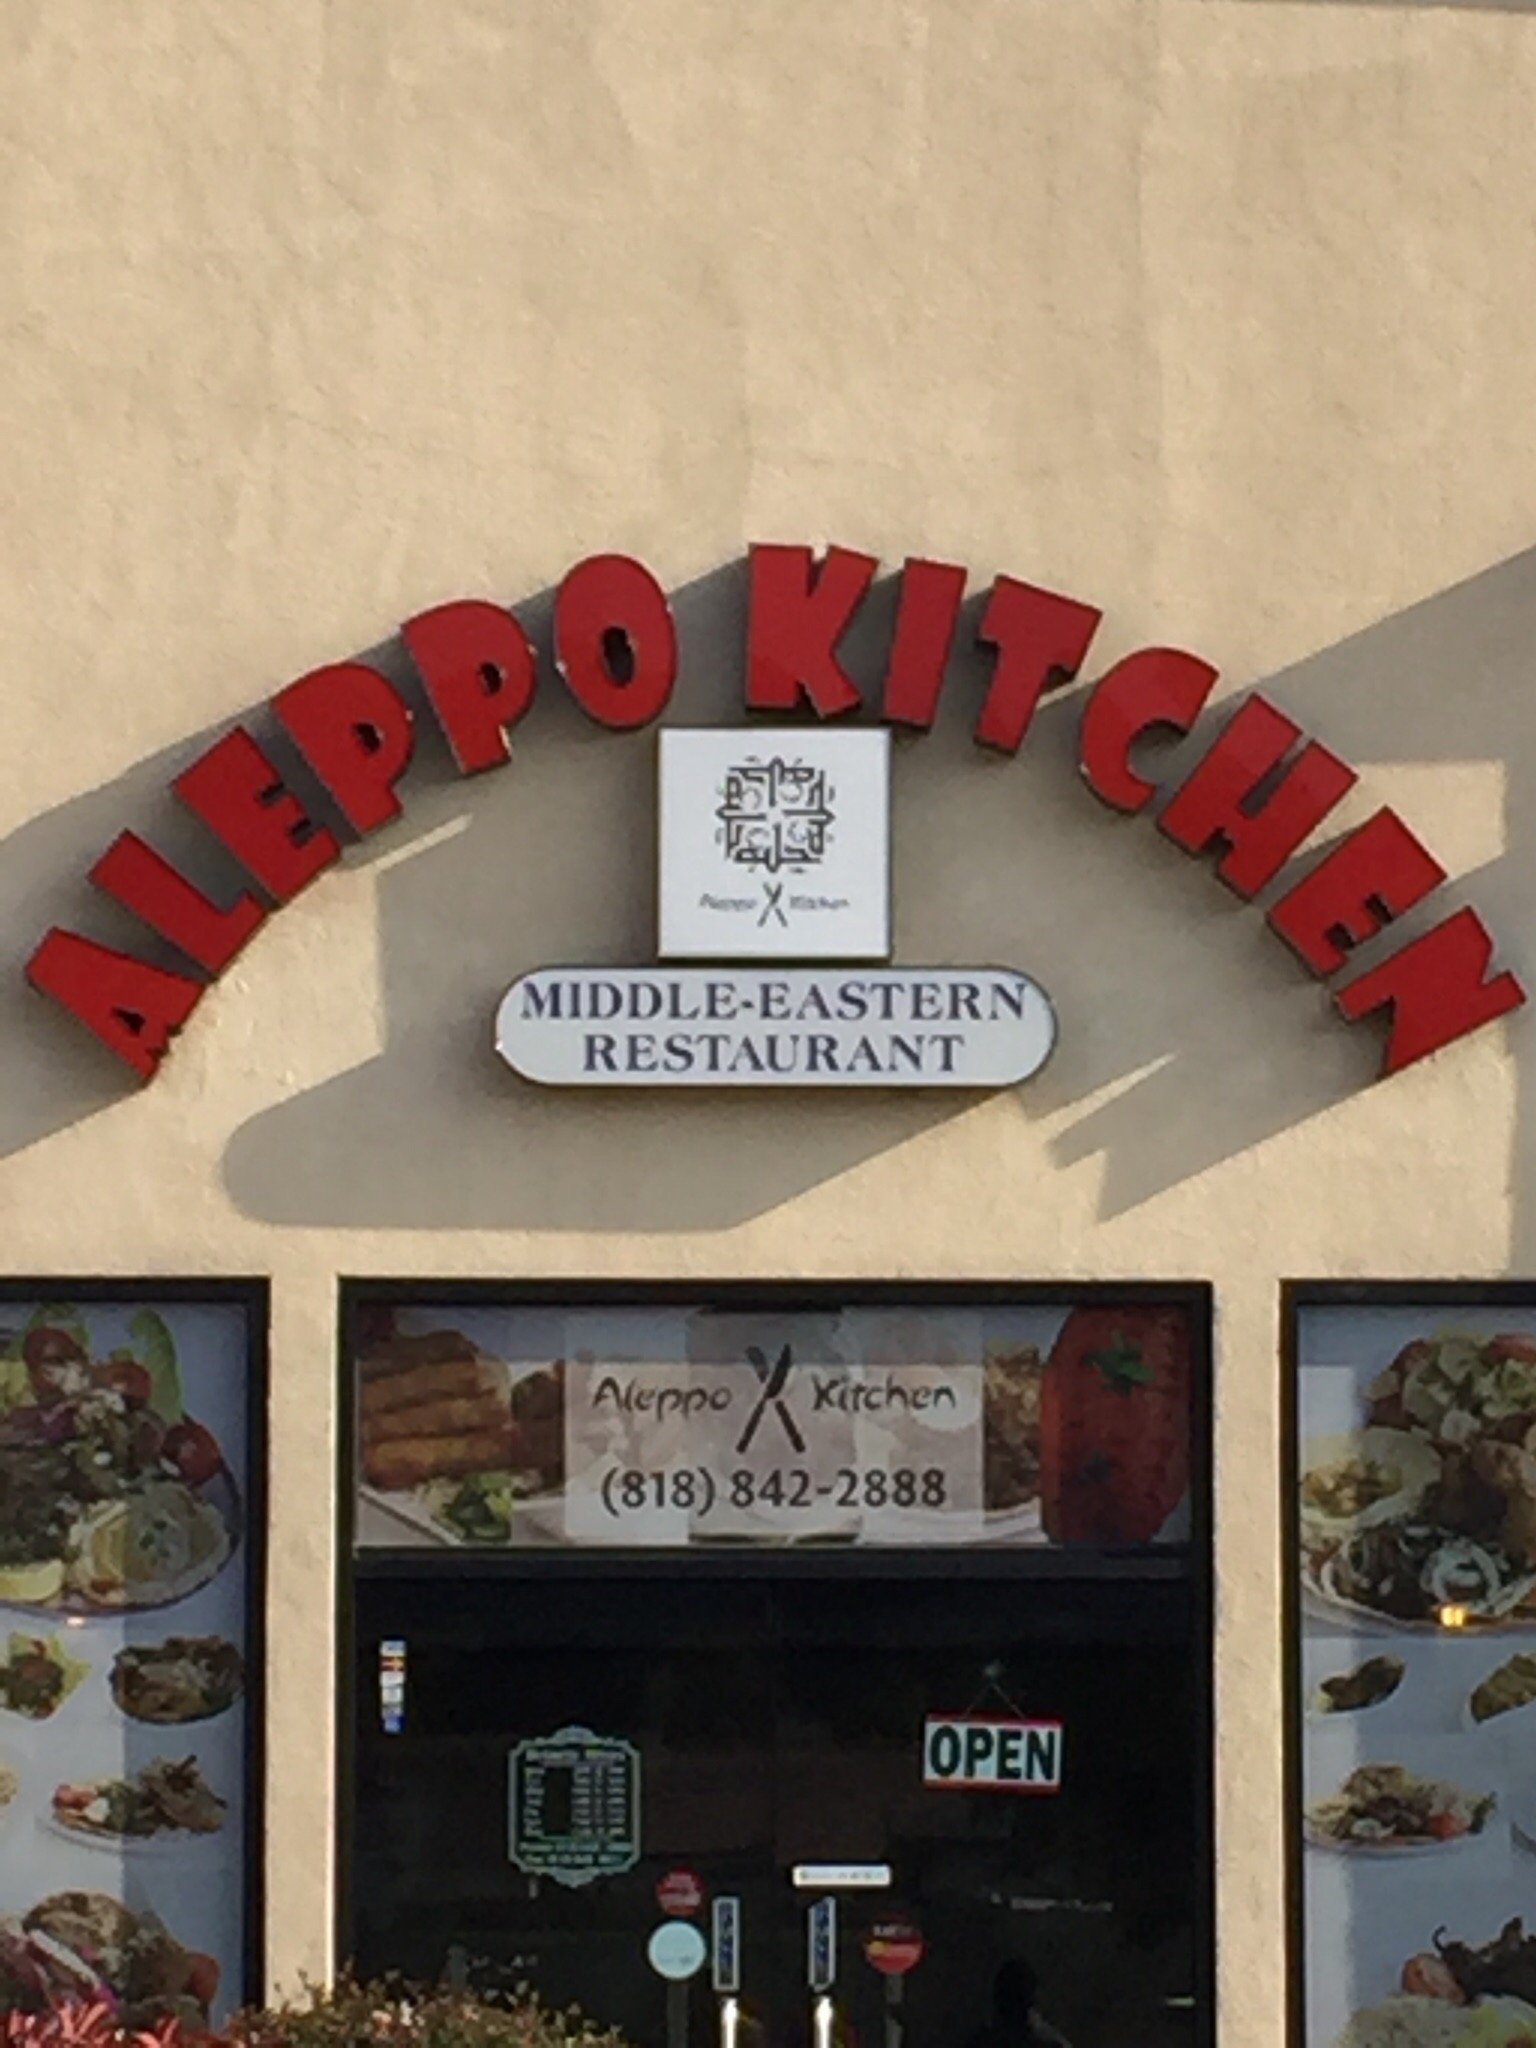 ALEPPO KITCHEN
Aleppo Kitchen
MIDDLE-EASTERN
RESTAURANT
Aleppo Kitchen
(818) 842-2888
OPEN